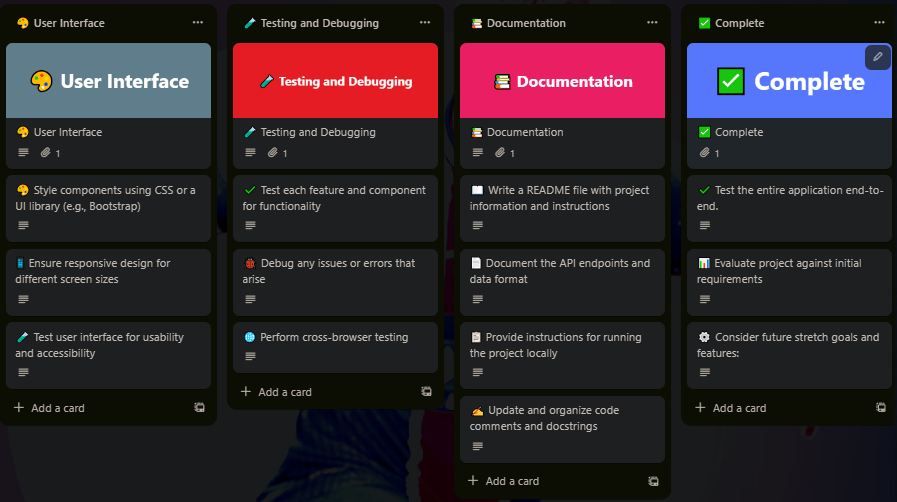 🎨 User Interface
🎨 User Interface
🎨 User Interface
1
🎨 Style components using CSS or a
UI library (e.g., Bootstrap)
📱 Ensure responsive design for
different screen sizes
🧪 Test user interface for usability
and accessibility
+ Add a card
🧪 Testing and Debugging
🧪 Testing and Debugging
🧪 Testing and Debugging
1
✔️ Test each feature and component
for functionality
🐞 Debug any issues or errors that
arise
🌐 Perform cross-browser testing
+ Add a card
📚 Documentation
📚 Documentation
📚 Documentation
1
📖 Write a README file with project
information and instructions
📄 Document the API endpoints and
data format
📋 Provide instructions for running
the project locally
✍️ Update and organize code
comments and docstrings
+ Add a card
✅ Complete
✅ Complete
✅ Complete
1
✔️ Test the entire application end-to-
end.
📊 Evaluate project against initial
requirements
⚙️ Consider future stretch goals and
features:
+ Add a card